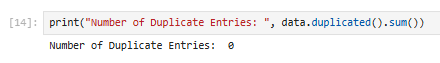 [14]: print("Number of Duplicate Entries: ", data.duplicated().sum())
Number of Duplicate Entries:  0